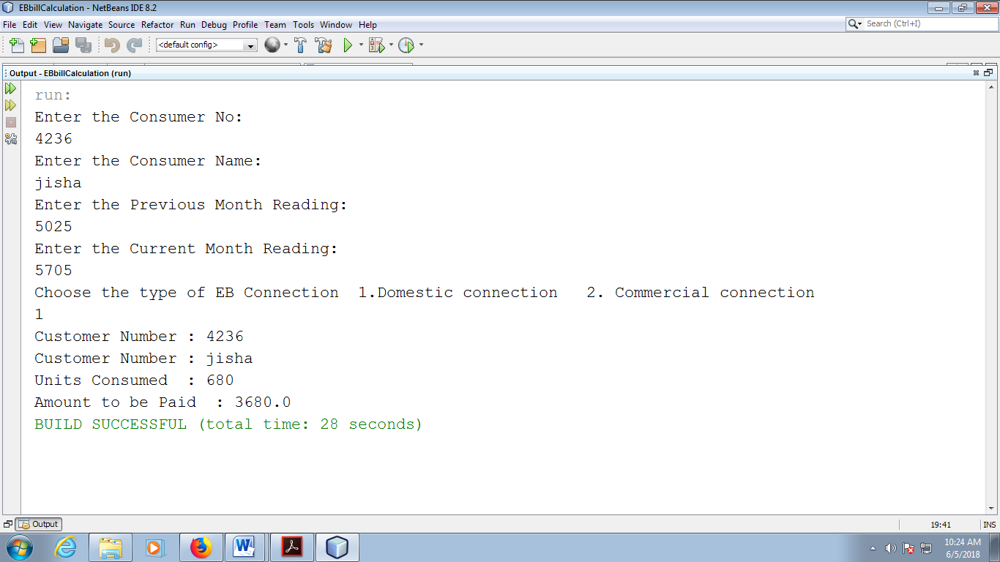 EBbillCalculation - NetBeans IDE 8.2
File Edit View Navigate Source Refactor Run Debug Profile Team Tools Window Help
Search (Ctrl+I)
<default config>
Output - EBbillCalculation (run)
run:
Enter the Consumer No:
4236
Enter the Consumer Name:
jisha
Enter the Previous Month Reading:
5025
Enter the Current Month Reading:
5705
Choose the type of EB Connection  1.Domestic connection   2. Commercial connection
1
Customer Number : 4236
Customer Number : jisha
Units Consumed  : 680
Amount to be Paid  : 3680.0
BUILD SUCCESSFUL (total time: 28 seconds)
Output
19:41
INS
10:24 AM
6/5/2018